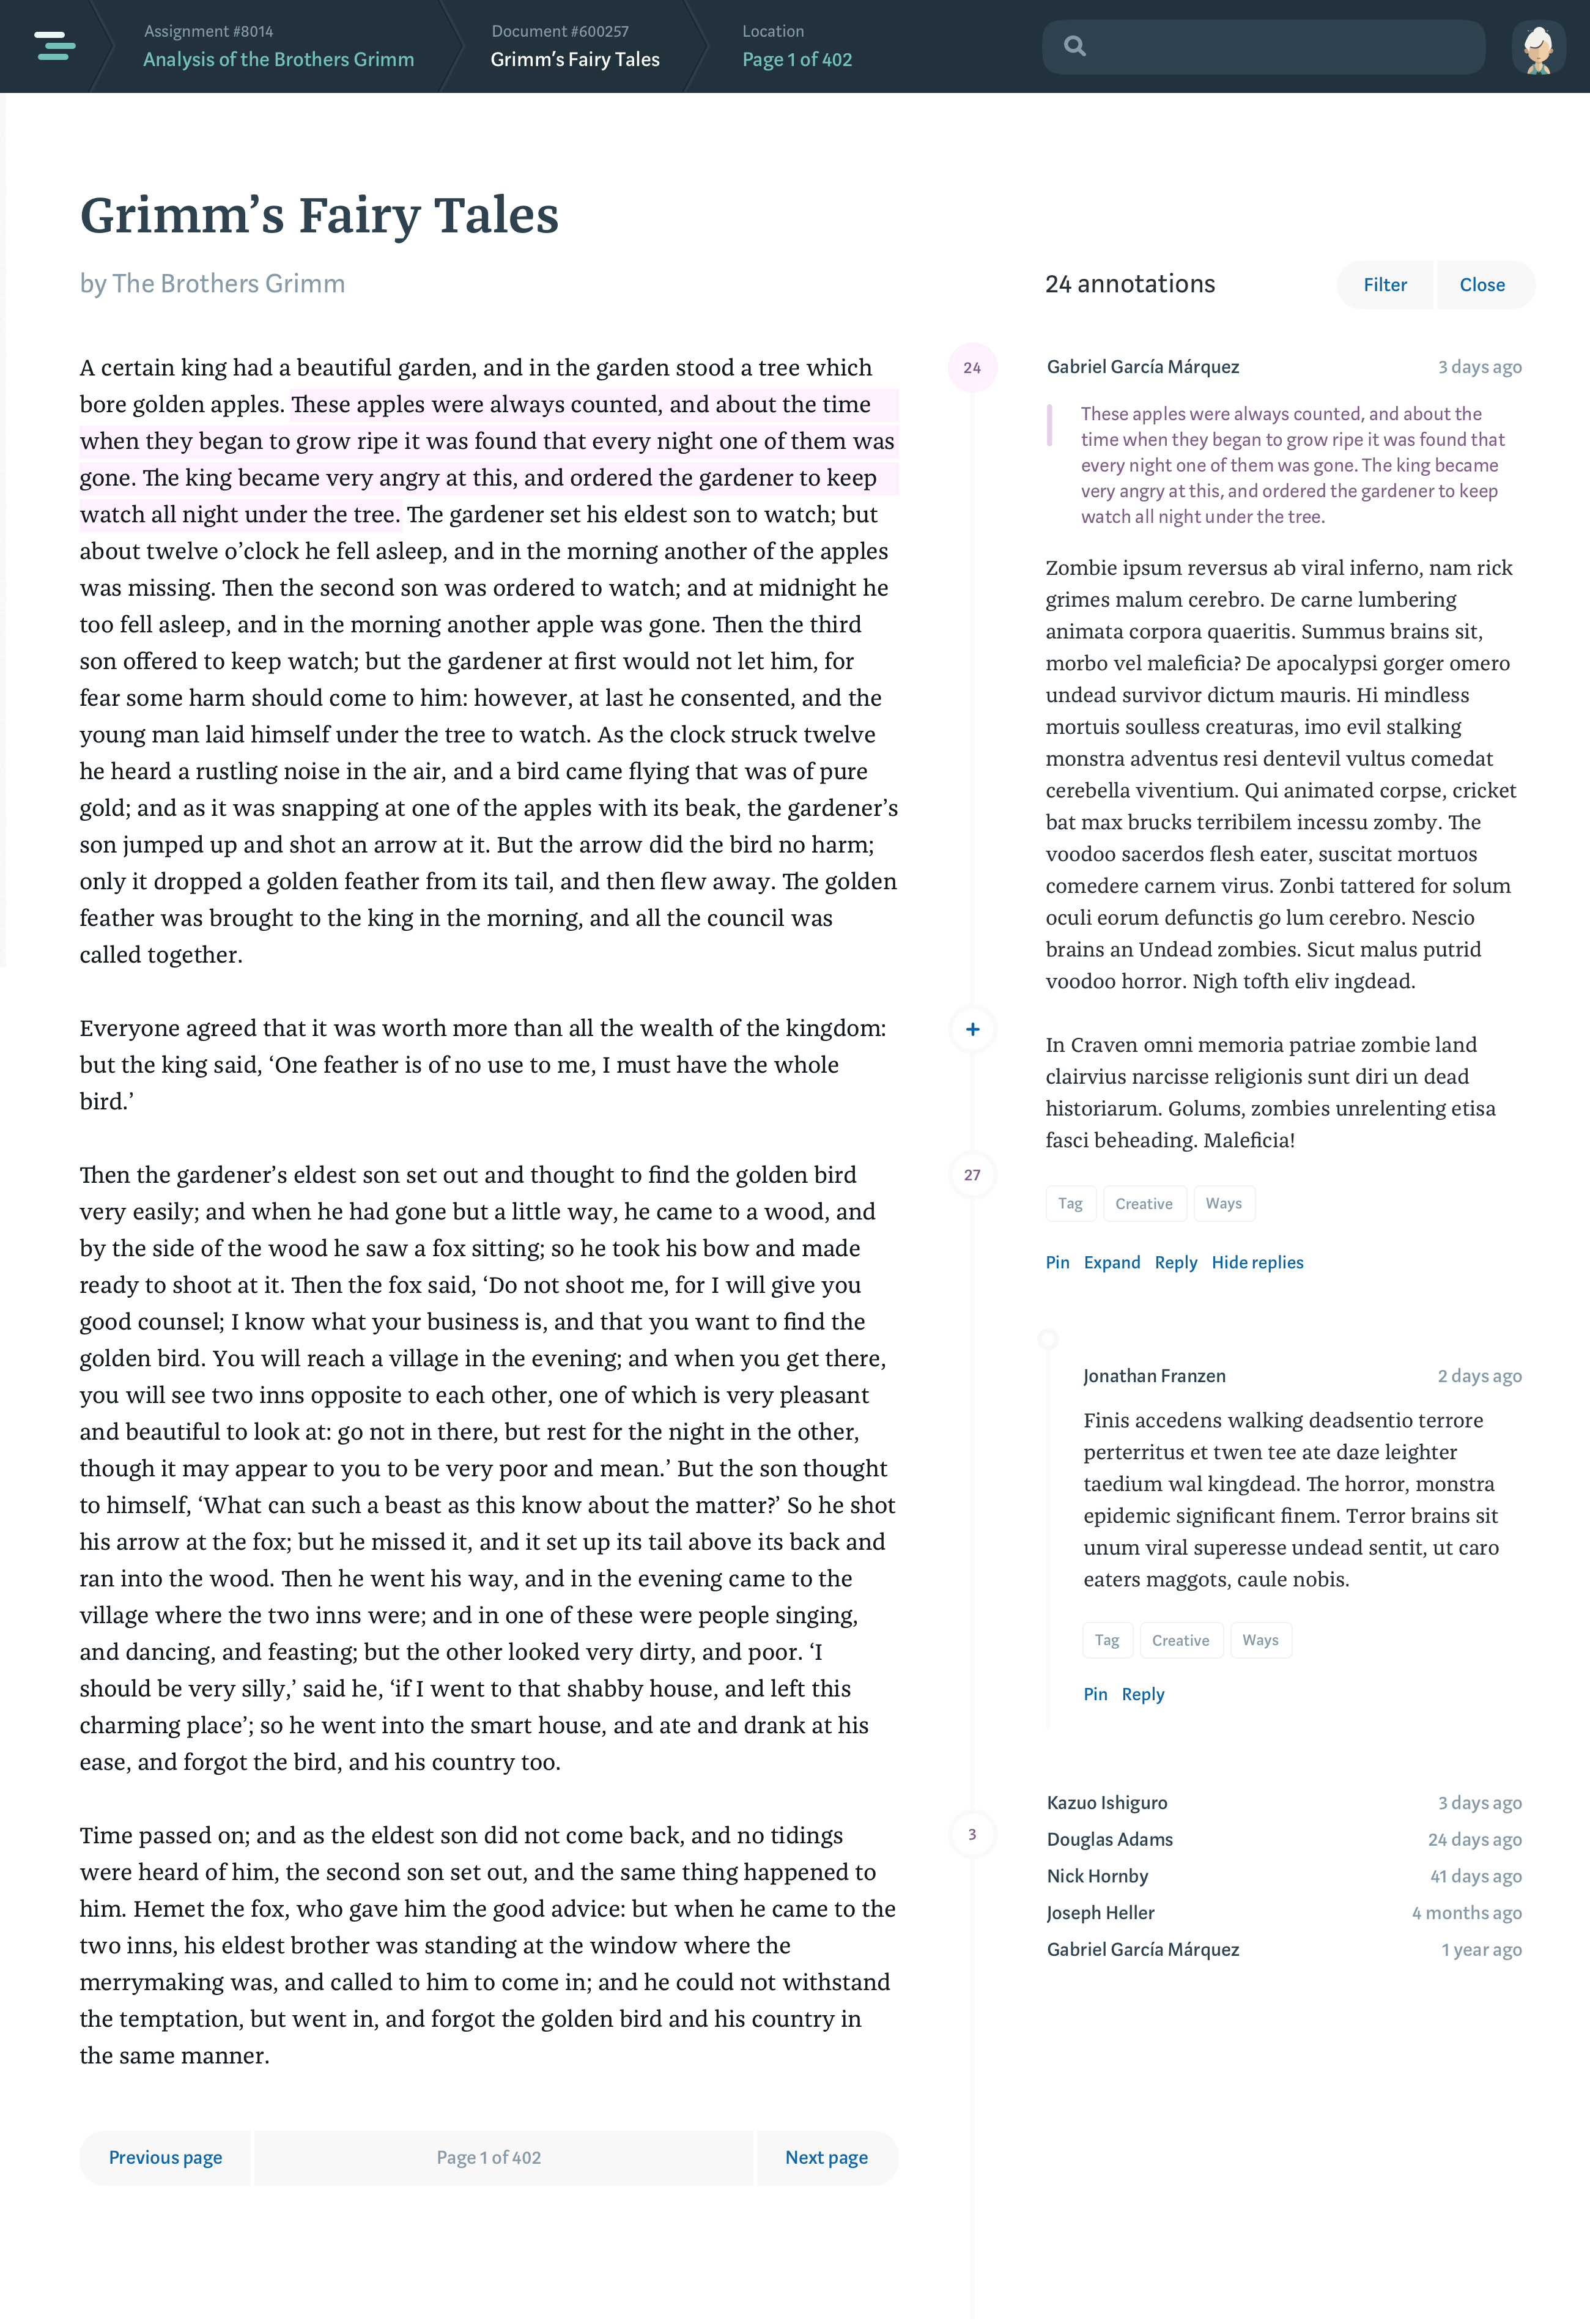 Assignment #8014
Analysis of the Brothers Grimm
Document #600257
Grimm’s Fairy Tales
Location
Page 1 of 402
Grimm’s Fairy Tales
by The Brothers Grimm
A certain king had a beautiful garden, and in the garden stood a tree which
bore golden apples. These apples were always counted, and about the time
when they began to grow ripe it was found that every night one of them was
gone. The king became very angry at this, and ordered the gardener to keep
watch all night under the tree. The gardener set his eldest son to watch; but
about twelve o’clock he fell asleep, and in the morning another of the apples
was missing. Then the second son was ordered to watch; and at midnight he
too fell asleep, and in the morning another apple was gone. Then the third
son offered to keep watch; but the gardener at first would not let him, for
fear some harm should come to him: however, at last he consented, and the
young man laid himself under the tree to watch. As the clock struck twelve
he heard a rustling noise in the air, and a bird came flying that was of pure
gold; and as it was snapping at one of the apples with its beak, the gardener’s
son jumped up and shot an arrow at it. But the arrow did the bird no harm;
only it dropped a golden feather from its tail, and then flew away. The golden
feather was brought to the king in the morning, and all the council was
called together.
Everyone agreed that it was worth more than all the wealth of the kingdom:
but the king said, ‘One feather is of no use to me, I must have the whole
bird.’
Then the gardener’s eldest son set out and thought to find the golden bird
very easily; and when he had gone but a little way, he came to a wood, and
by the side of the wood he saw a fox sitting; so he took his bow and made
ready to shoot at it. Then the fox said, ‘Do not shoot me, for I will give you
good counsel; I know what your business is, and that you want to find the
golden bird. You will reach a village in the evening; and when you get there,
you will see two inns opposite to each other, one of which is very pleasant
and beautiful to look at: go not in there, but rest for the night in the other,
though it may appear to you to be very poor and mean.’ But the son thought
to himself, ‘What can such a beast as this know about the matter?’ So he shot
his arrow at the fox; but he missed it, and it set up its tail above its back and
ran into the wood. Then he went his way, and in the evening came to the
village where the two inns were; and in one of these were people singing,
and dancing, and feasting; but the other looked very dirty, and poor. ‘I
should be very silly,’ said he, ‘if I went to that shabby house, and left this
charming place’; so he went into the smart house, and ate and drank at his
ease, and forgot the bird, and his country too.
Time passed on; and as the eldest son did not come back, and no tidings
were heard of him, the second son set out, and the same thing happened to
him. Hemet the fox, who gave him the good advice: but when he came to the
two inns, his eldest brother was standing at the window where the
merrymaking was, and called to him to come in; and he could not withstand
the temptation, but went in, and forgot the golden bird and his country in
the same manner.
Previous page
Page 1 of 402
Next page
24
+
27
3
24 annotations
Filter
Close
Gabriel García Márquez 3 days ago
These apples were always counted, and about the
time when they began to grow ripe it was found that
every night one of them was gone. The king became
very angry at this, and ordered the gardener to keep
watch all night under the tree.
Zombie ipsum reversus ab viral inferno, nam rick
grimes malum cerebro. De carne lumbering
animata corpora quaeritis. Summus brains sit,
morbo vel maleficia? De apocalypsi gorger omero
undead survivor dictum mauris. Hi mindless
mortuis soulless creaturas, imo evil stalking
monstra adventus resi dentevil vultus comedat
cerebella viventium. Qui animated corpse, cricket
bat max brucks terribilem incessu zomby. The
voodoo sacerdos flesh eater, suscitat mortuos
comedere carnem virus. Zonbi tattered for solum
oculi eorum defunctis go lum cerebro. Nescio
brains an Undead zombies. Sicut malus putrid
voodoo horror. Nigh tofth eliv ingdead.
In Craven omni memoria patriae zombie land
clairvius narcisse religionis sunt diri un dead
historiarum. Golums, zombies unrelenting etisa
fasci beheading. Maleficia!
Tag Creative Ways
Pin Expand Reply Hide replies
Jonathan Franzen 2 days ago
Finis accedens walking deadsentio terrore
perterritus et twen tee ate daze leighter
taedium wal kingdead. The horror, monstra
epidemic significant finem. Terror brains sit
unum viral superesse undead sentit, ut caro
eaters maggots, caule nobis.
Tag Creative Ways
Pin Reply
Kazuo Ishiguro 3 days ago
Douglas Adams 24 days ago
Nick Hornby 41 days ago
Joseph Heller 4 months ago
Gabriel García Márquez 1 year ago